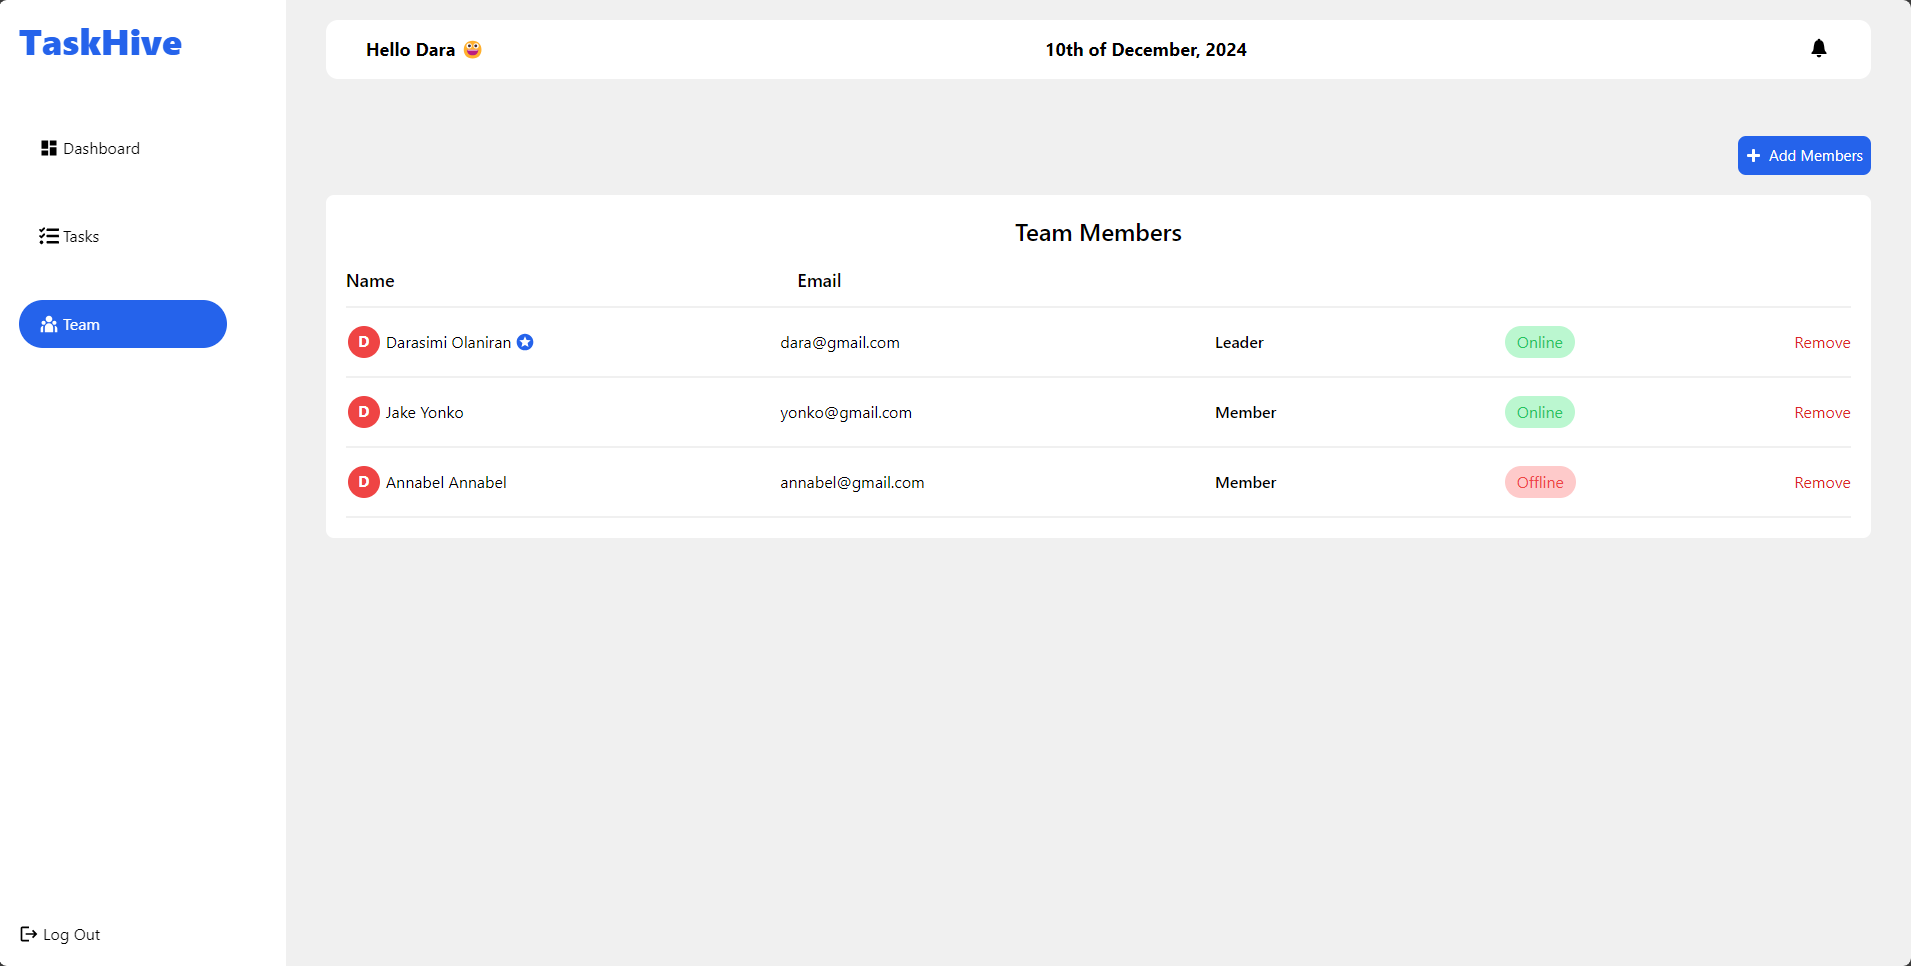 TaskHive
Hello Dara 😀 10th of December, 2024
Dashboard
Tasks
Team
Log Out
Add Members
Team Members
Name Email
D Darasimi Olaniran dara@gmail.com Leader Online Remove
D Jake Yonko yonko@gmail.com Member Online Remove
D Annabel Annabel annabel@gmail.com Member Offline Remove